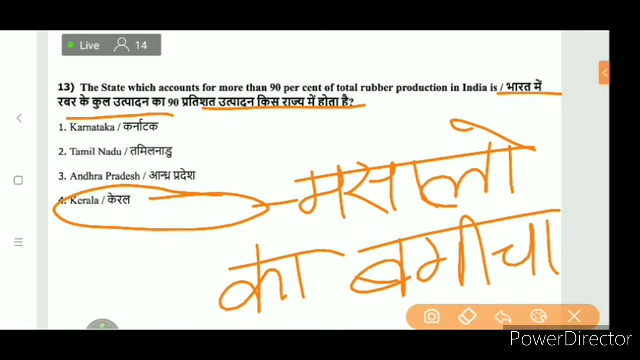 Live 14
13) The State which accounts for more than 90 per cent of total rubber production in India is / भारत में
रबर के कुल उत्पादन का 90 प्रतिशत उत्पादन किस राज्य में होता है?
1. Karnataka / कर्नाटक
2. Tamil Nadu / तमिलनाडु
3. Andhra Pradesh / आन्ध्र प्रदेश
4. Kerala / केरल
मसालो
का बगीचा
PowerDirector